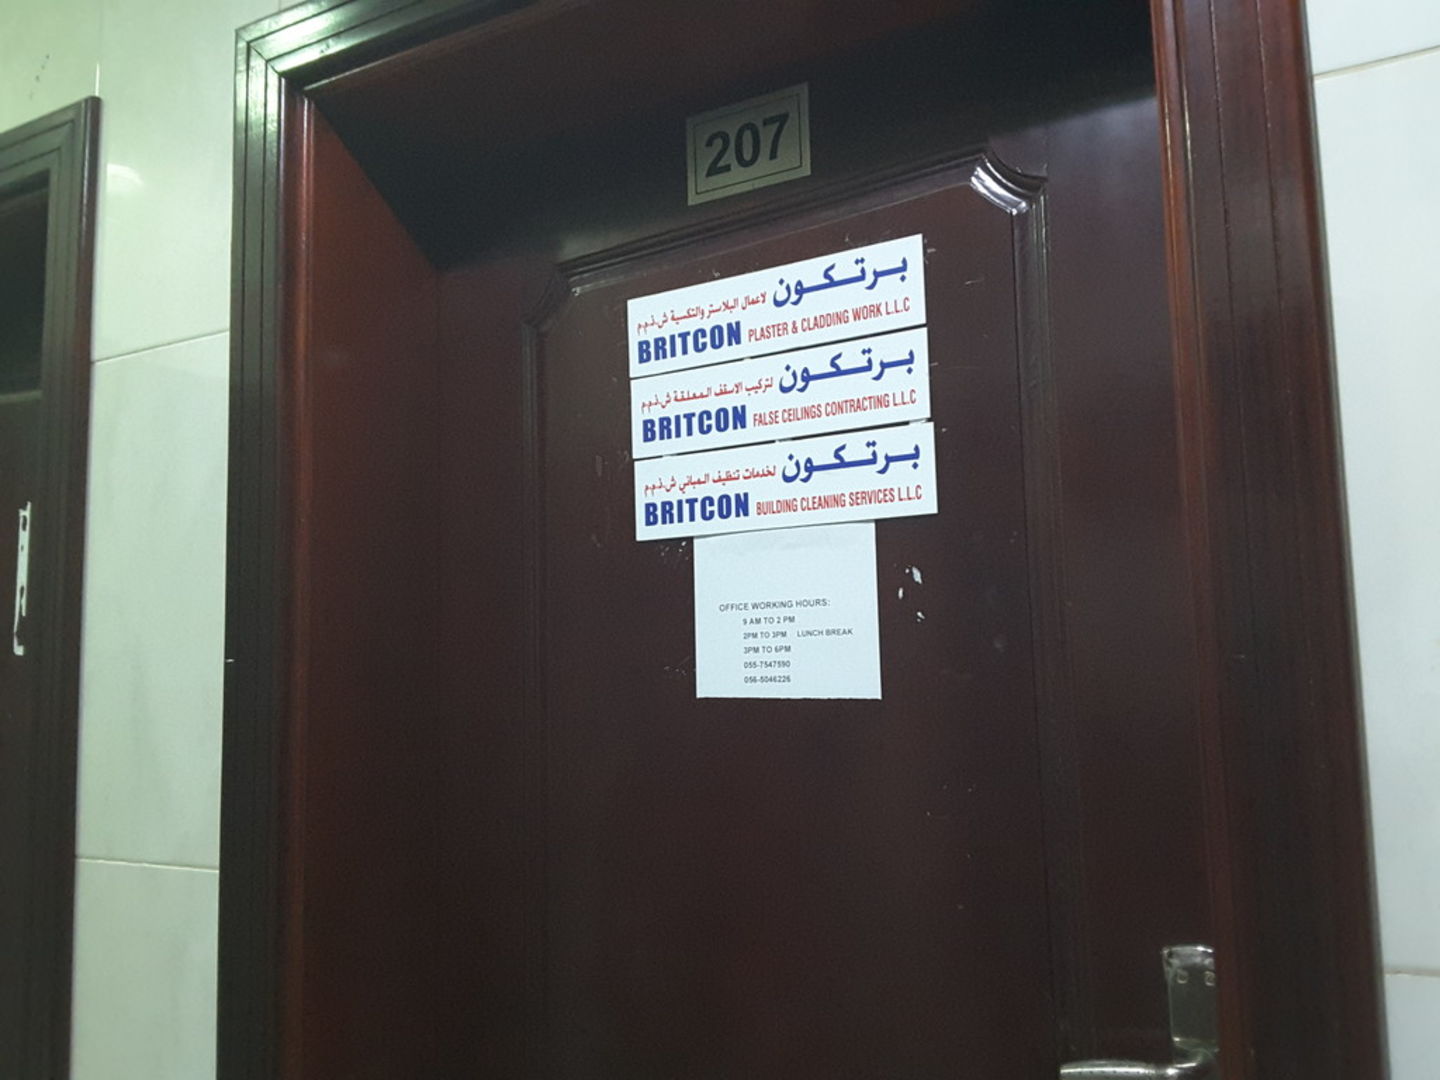 207
برتكون لاعمال البلاستر والتكسية ش.ذ.م.م
BRITCON PLASTER & CLADDING WORK L.L.C
برتكون لتركيب الاسقف المعلقة ش.ذ.م.م
BRITCON FALSE CEILINGS CONTRACTING L.L.C
برتكون لخدمات تنظيف المباني ش.ذ.م.م
BRITCON BUILDING CLEANING SERVICES L.L.C
OFFICE WORKING HOURS:
9 AM TO 2 PM
2PM TO 3PM LUNCH BREAK
3PM TO 6PM
055-7547590
056-5046226